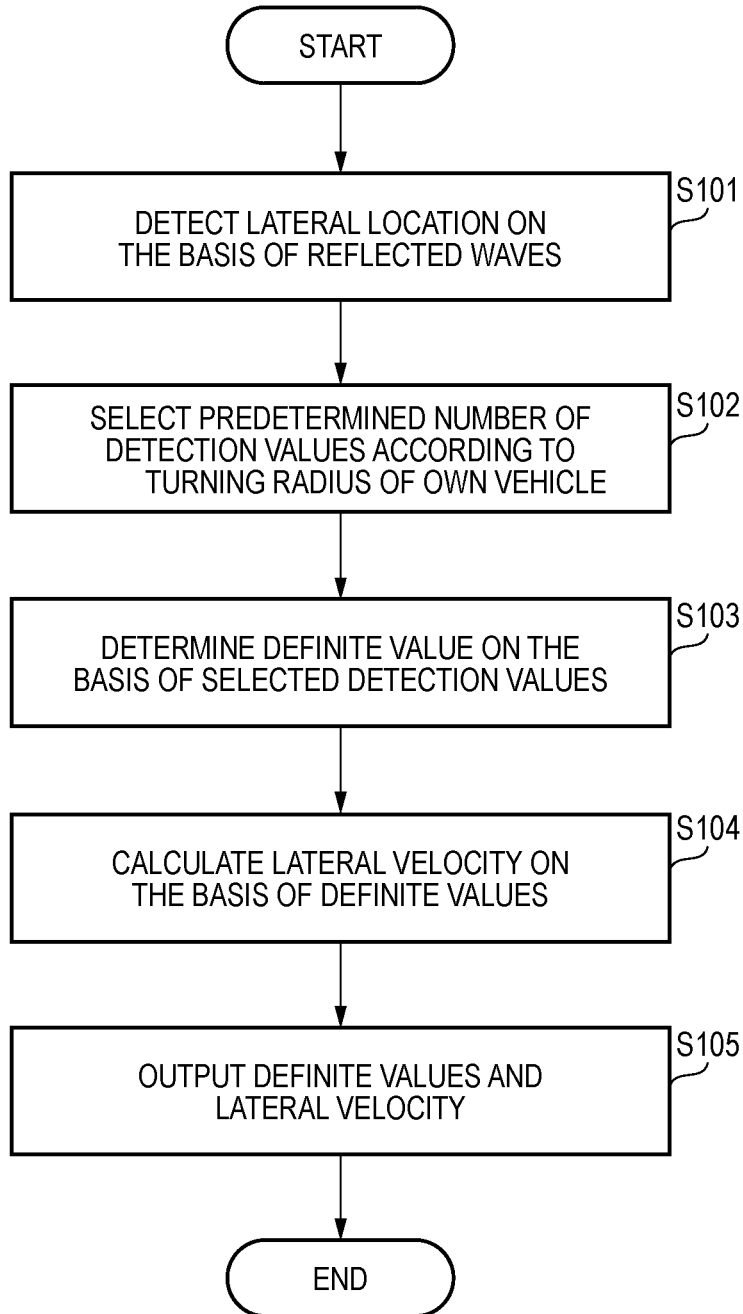 START
S101
DETECT LATERAL LOCATION ON
THE BASIS OF REFLECTED WAVES
S102
SELECT PREDETERMINED NUMBER OF
DETECTION VALUES ACCORDING TO
TURNING RADIUS OF OWN VEHICLE
S103
DETERMINE DEFINITE VALUE ON THE
BASIS OF SELECTED DETECTION VALUES
S104
CALCULATE LATERAL VELOCITY ON
THE BASIS OF DEFINITE VALUES
S105
OUTPUT DEFINITE VALUES AND
LATERAL VELOCITY
END